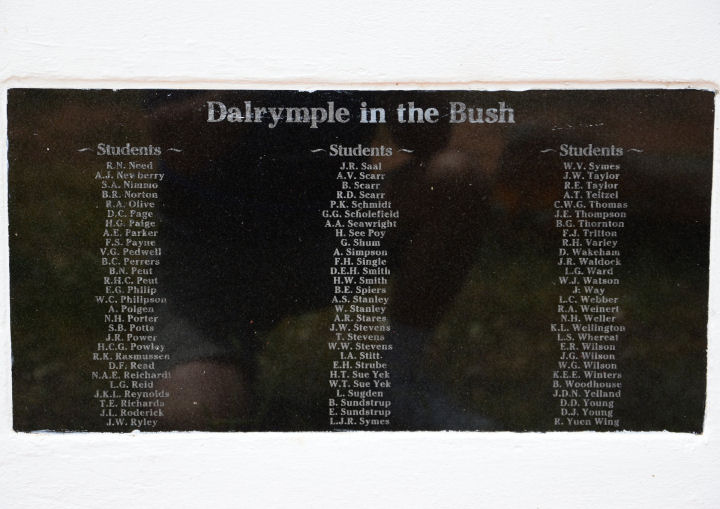 Dalrymple in the Bush
~ Students ~
R.N. Need
A.J. Newberry
S.A. Nimmo
B.R. Norton
R.A. Olive
D.C. Page
H.G. Paige
A.E. Parker
F.S. Payne
V.G. Pedwell
B.C. Perrers
B.N. Peut
R.H.C. Peut
E.G. Philip
W.C. Philipson
A. Polgen
N.H. Porter
S.B. Potts
J.R. Power
H.C.G. Powley
R.K. Rasmussen
D.F. Read
N.A.E. Reichardt
L.G. Reid
J.K.L. Reynolds
T.E. Richards
J.L. Roderick
J.W. Ryley
~ Students ~
J.R. Saal
A.V. Scarr
B. Scarr
R.D. Scarr
P.K. Schmidt
G.G. Scholefield
A.A. Seawright
H. See Poy
G. Shum
A. Simpson
F.H. Single
D.E.H. Smith
H.W. Smith
B.E. Spiers
A.S. Stanley
W. Stanley
A.R. Stares
J.W. Stevens
T. Stevens
W.W. Stevens
I.A. Stitt
E.H. Strube
H.T. Sue Yek
W.T. Sue Yek
L. Sugden
B. Sundstrup
E. Sundstrup
L.J.R. Symes
~ Students ~
W.V. Symes
J.W. Taylor
R.E. Taylor
A.T. Teitzel
C.W.G. Thomas
J.E. Thompson
B.G. Thornton
F.J. Tritton
R.H. Varley
D. Wakeham
J.R. Waldock
L.G. Ward
W.J. Watson
J. Way
L.C. Webber
R.A. Weinert
N.H. Weller
K.L. Wellington
L.S. Whereat
E.R. Wilson
J.G. Wilson
W.G. Wilson
K.E.E. Winters
B. Woodhouse
J.D.N. Yelland
D.D. Young
D.J. Young
R. Yuen Wing